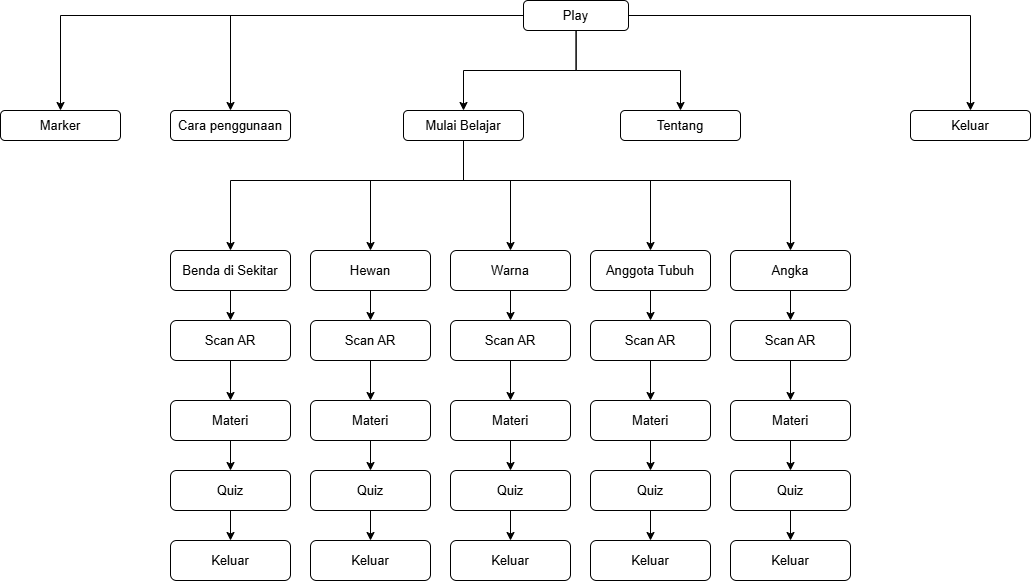 Play
Marker
Cara penggunaan
Mulai Belajar
Tentang
Keluar
Benda di Sekitar
Hewan
Warna
Anggota Tubuh
Angka
Scan AR
Scan AR
Scan AR
Scan AR
Scan AR
Materi
Materi
Materi
Materi
Materi
Quiz
Quiz
Quiz
Quiz
Quiz
Keluar
Keluar
Keluar
Keluar
Keluar